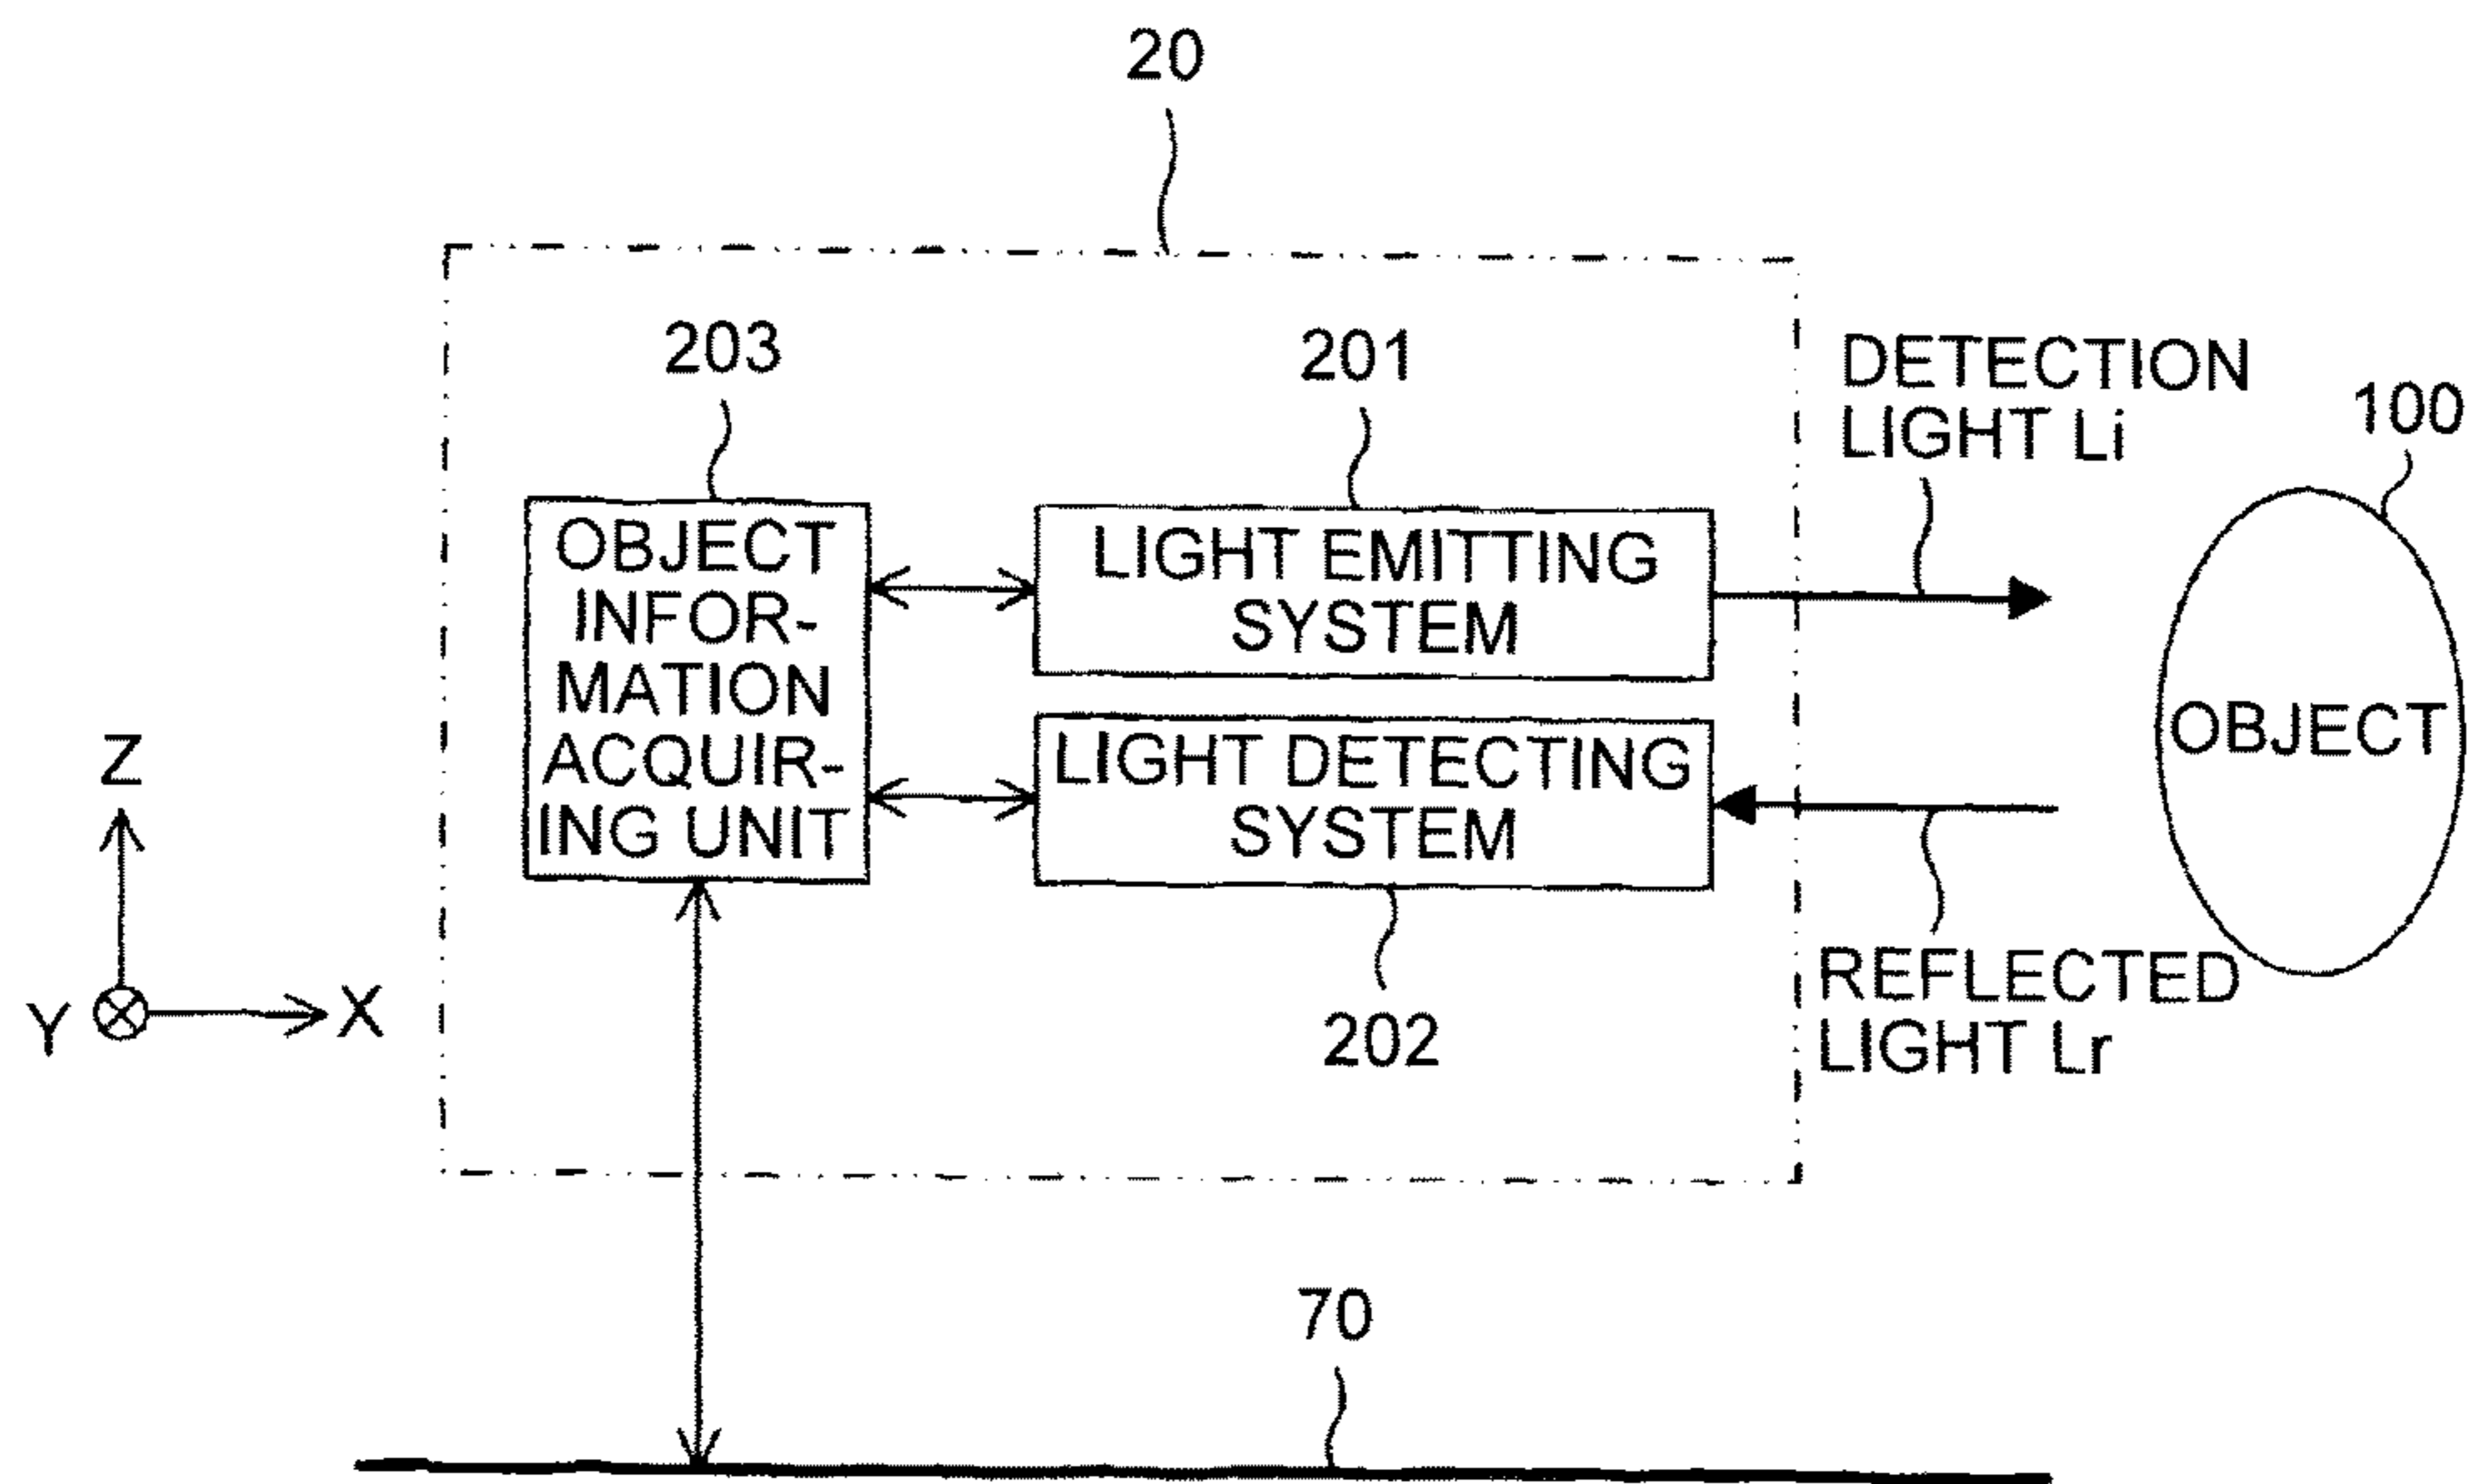 20
203
201
DETECTION
LIGHT Li
100
OBJECT
INFOR-
MATION
ACQUIR-
ING UNIT
LIGHT EMITTING
SYSTEM
LIGHT DETECTING
SYSTEM
OBJECT
Z
Y
X
202
REFLECTED
LIGHT Lr
70